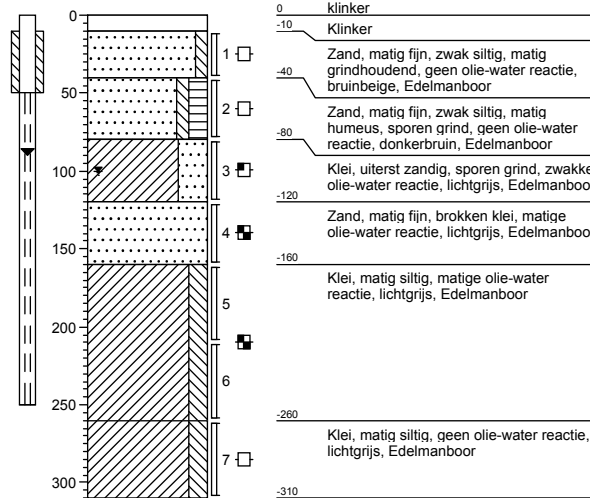 0
50
100
150
200
250
300
1
2
3
4
5
6
7
0
klinker
-10
Klinker
Zand, matig fijn, zwak siltig, matig
grindhoudend, geen olie-water reactie,
bruinbeige, Edelmanboor
-40
Zand, matig fijn, zwak siltig, matig
humeus, sporen grind, geen olie-water
reactie, donkerbruin, Edelmanboor
-80
Klei, uiterst zandig, sporen grind, zwakke
olie-water reactie, lichtgrijs, Edelmanboo
-120
Zand, matig fijn, brokken klei, matige
olie-water reactie, lichtgrijs, Edelmanboo
-160
Klei, matig siltig, matige olie-water
reactie, lichtgrijs, Edelmanboor
-260
Klei, matig siltig, geen olie-water reactie,
lichtgrijs, Edelmanboor
-310